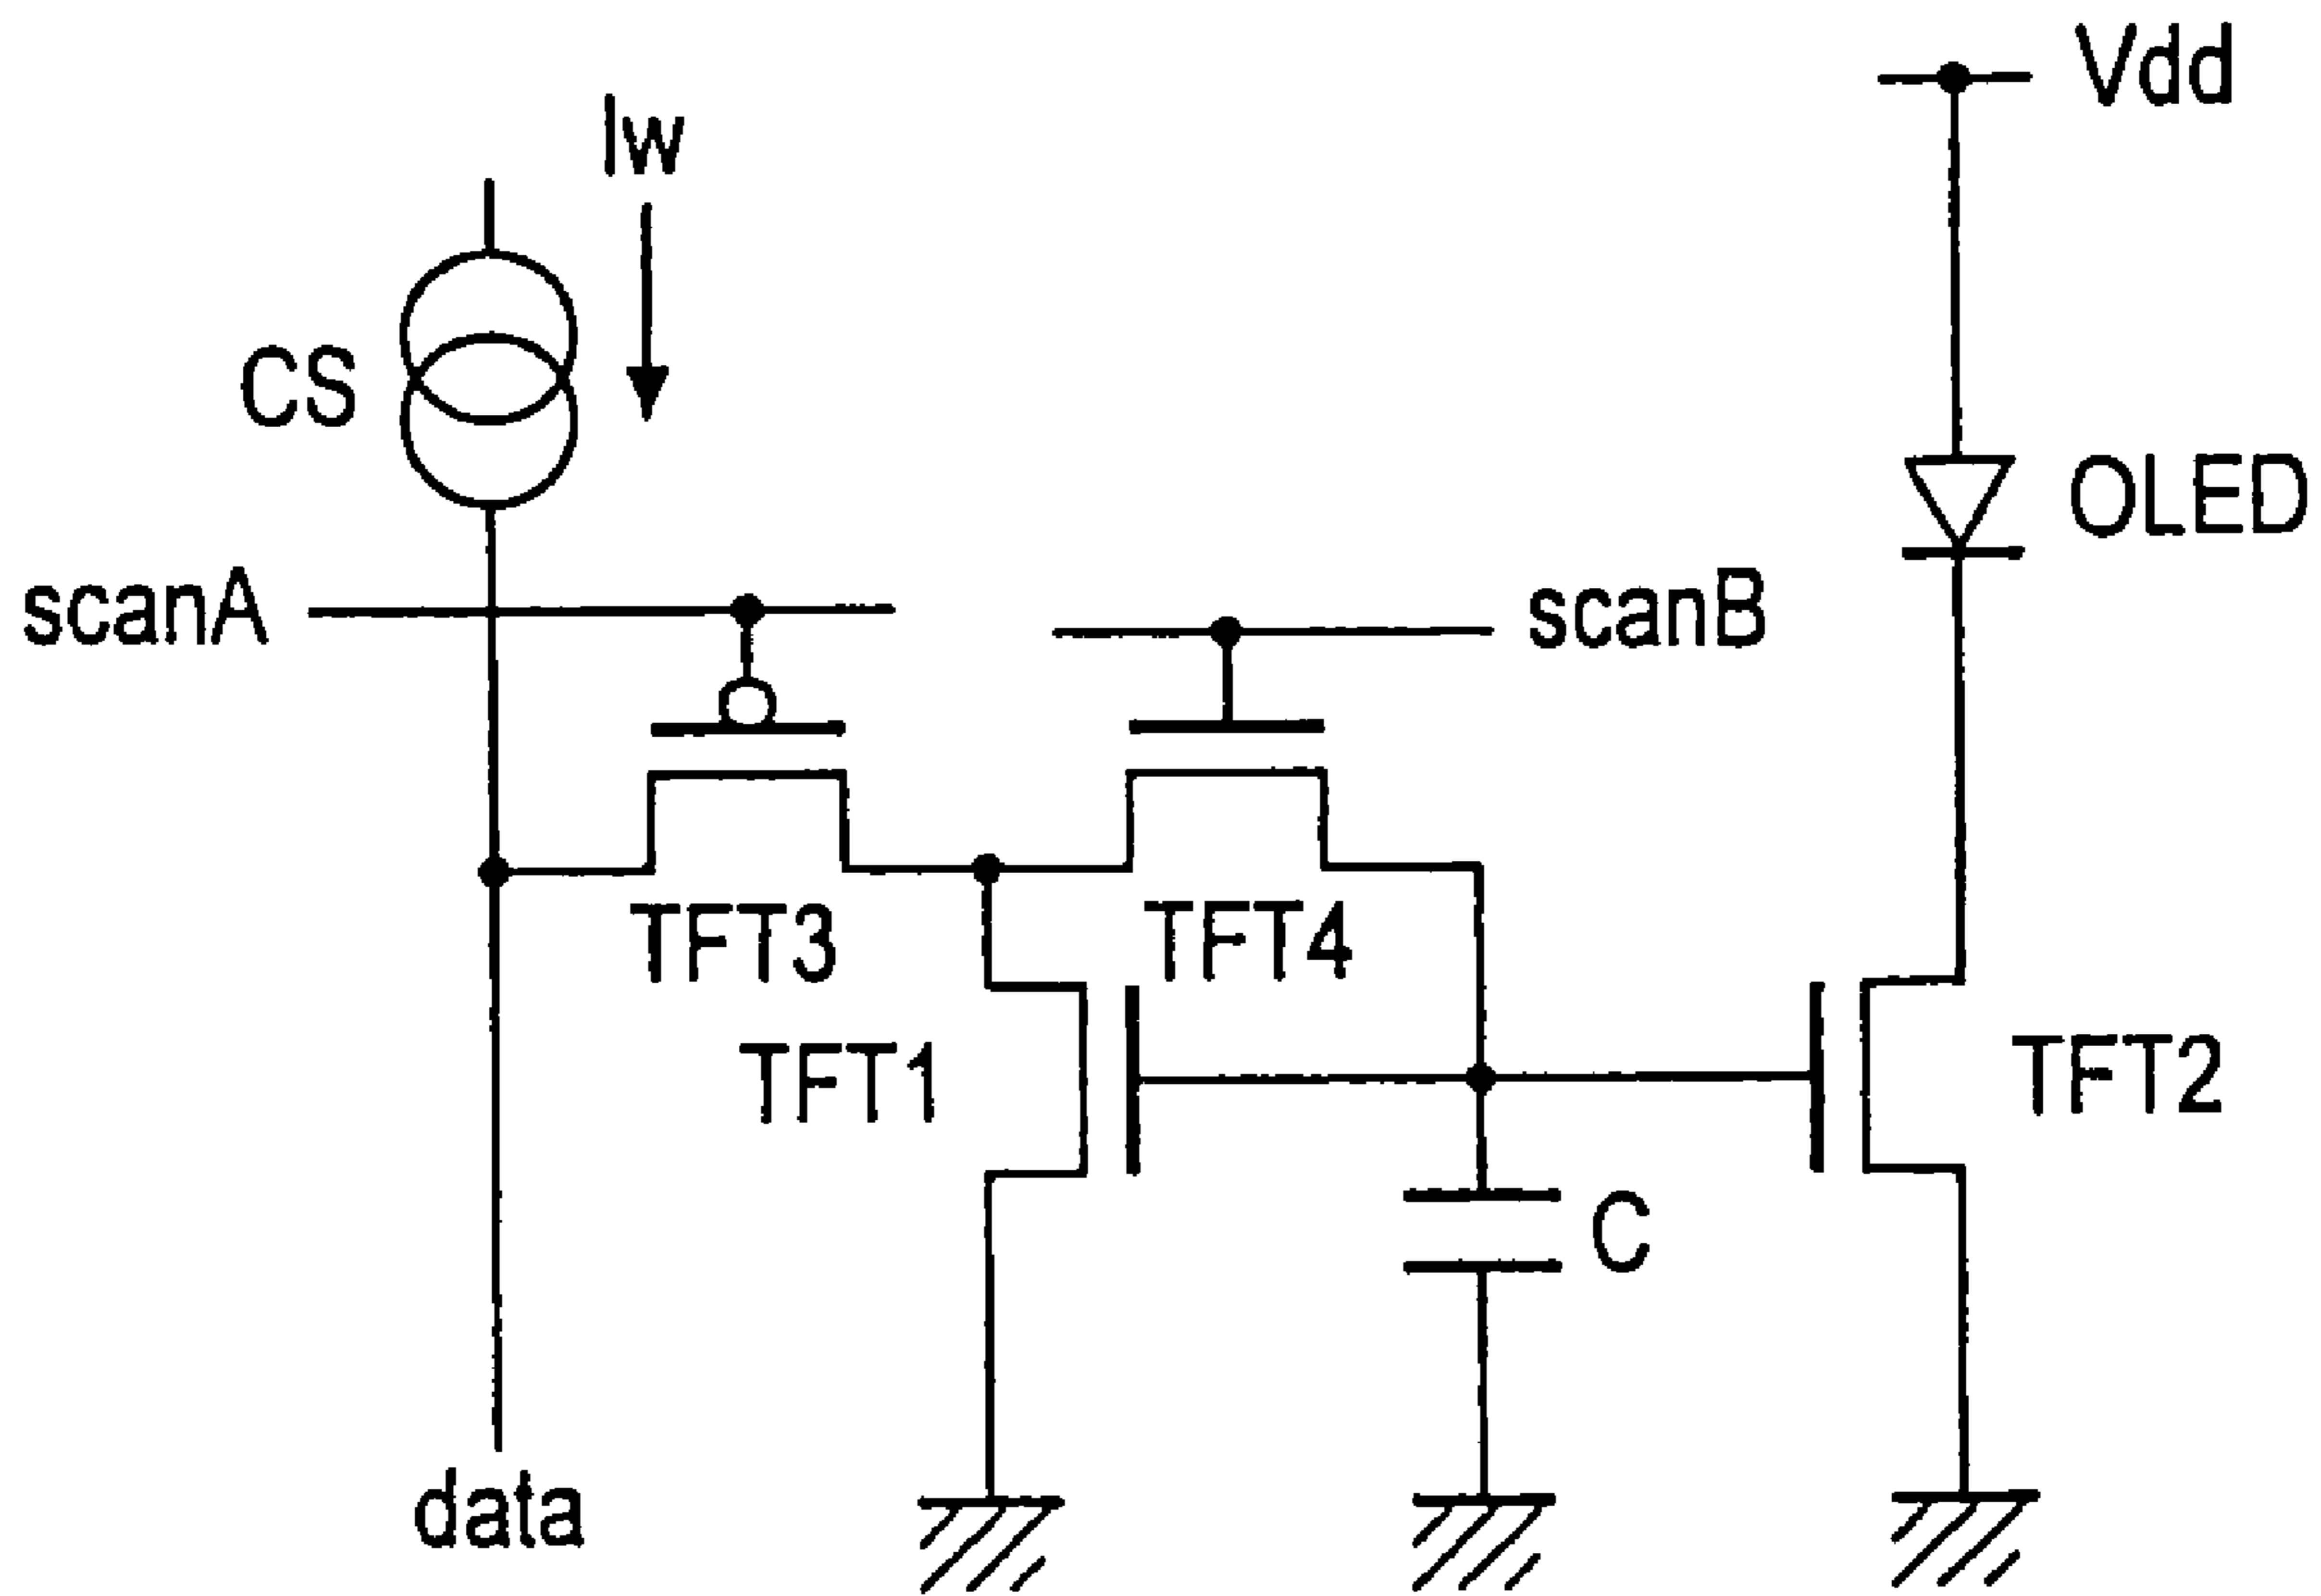 Vdd
Iw
CS
OLED
scanA
scanB
TFT3
TFT4
TFT1
TFT2
C
data